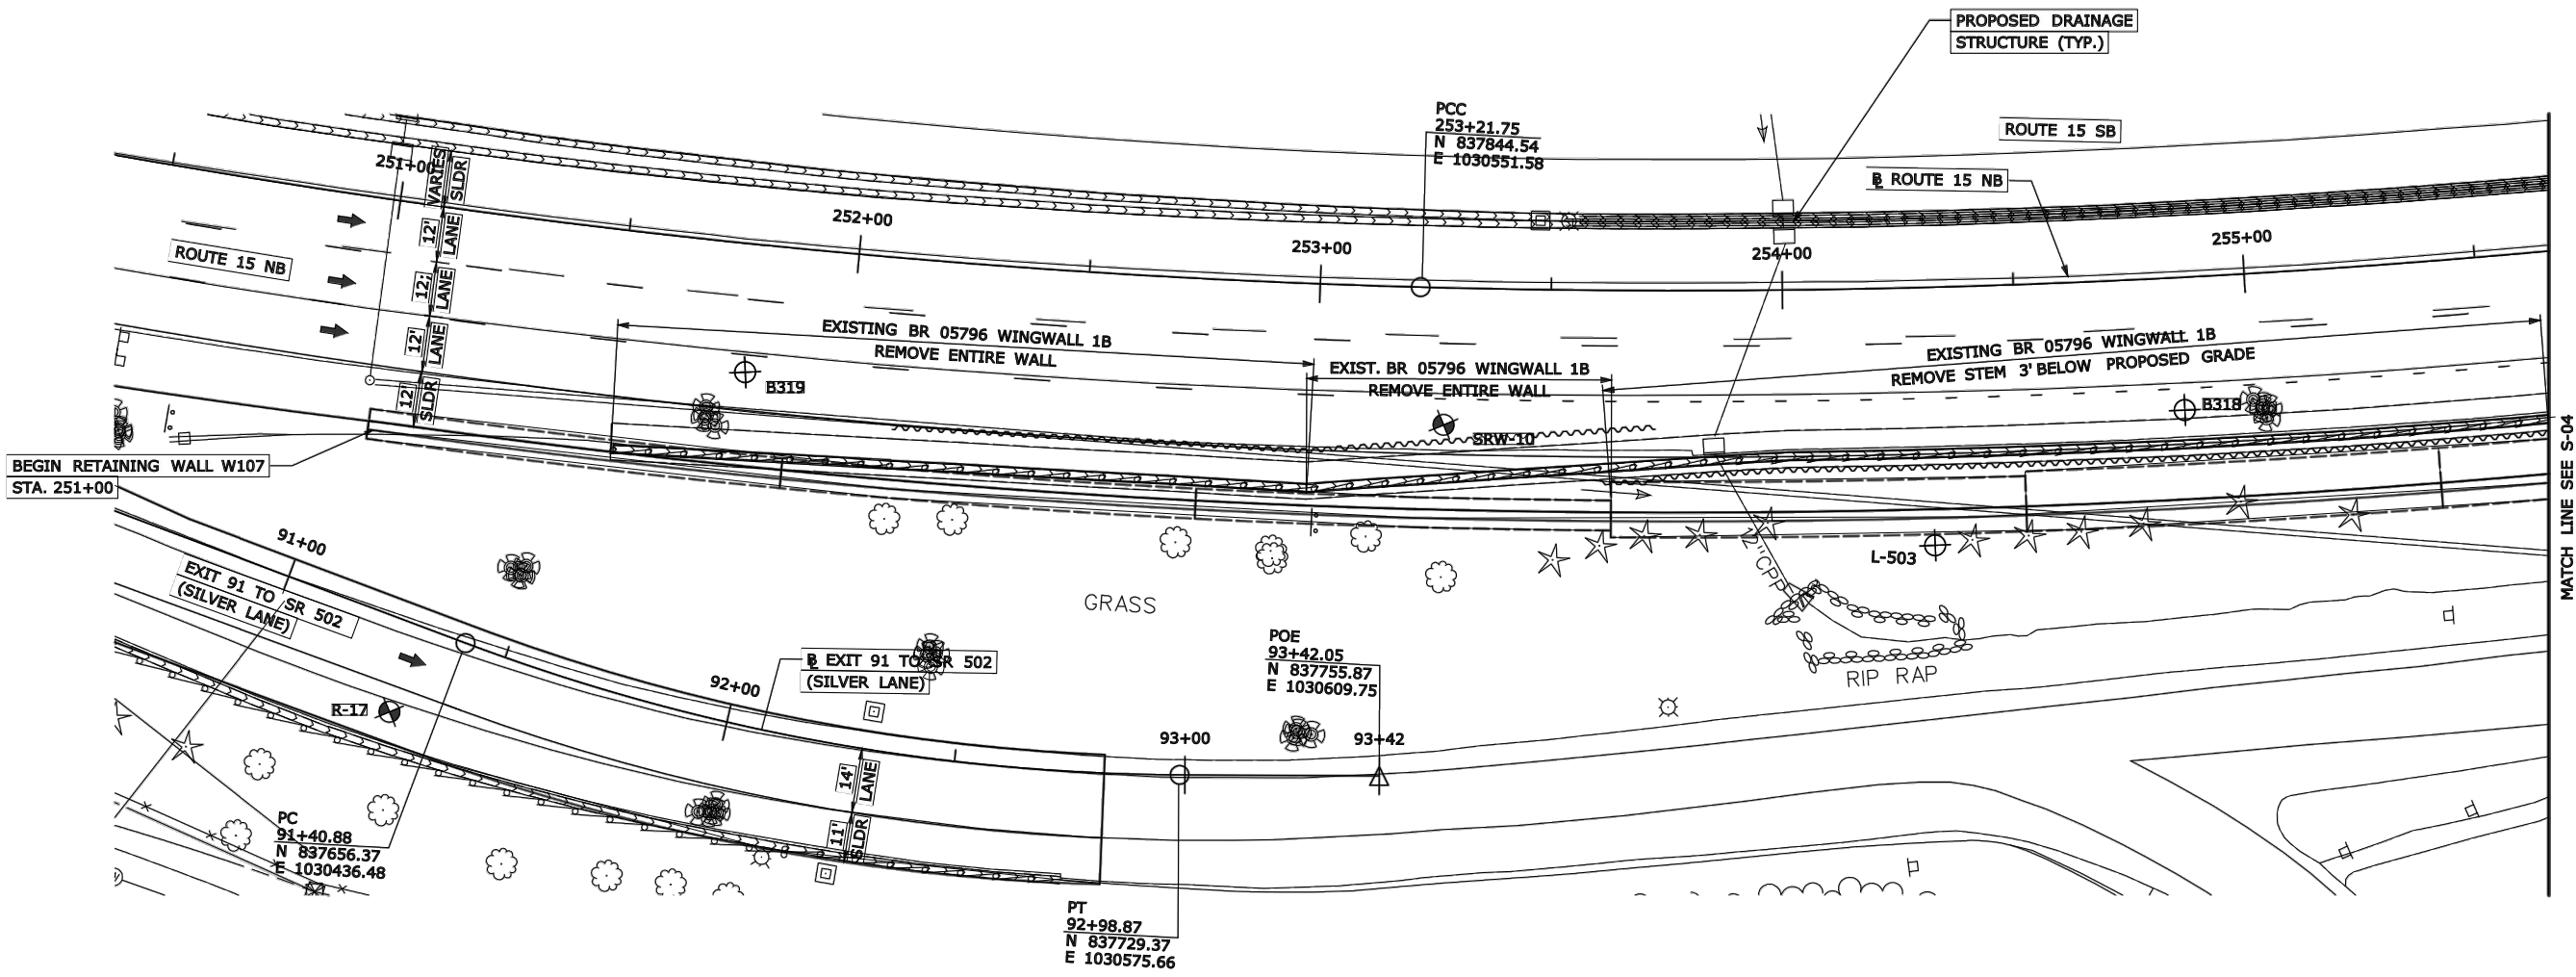 PROPOSED DRAINAGE
STRUCTURE (TYP.)
PCC
253+21.75
N 837844.54
E 1030551.58
ROUTE 15 SB
℄ ROUTE 15 NB
251+00
252+00
253+00
254+00
255+00
VARIES
SLDR
12'
LANE
12;
LANE
12'
LANE
12'
SLDR
ROUTE 15 NB
EXISTING BR 05796 WINGWALL 1B
REMOVE ENTIRE WALL
EXIST. BR 05796 WINGWALL 1B
REMOVE ENTIRE WALL
EXISTING BR 05796 WINGWALL 1B
REMOVE STEM 3' BELOW PROPOSED GRADE
B319
SRW-10
B318
BEGIN RETAINING WALL W107
STA. 251+00
MATCH LINE SEE S-04
91+00
EXIT 91 TO SR 502
(SILVER LANE)
L-503
12"CPP
GRASS
RIP RAP
92+00
℄ EXIT 91 TO SR 502
(SILVER LANE)
R-17
POE
93+42.05
N 837755.87
E 1030609.75
93+00
93+42
14'
LANE
11'
SLDR
PC
91+40.88
N 837656.37
E 1030436.48
PT
92+98.87
N 837729.37
E 1030575.66